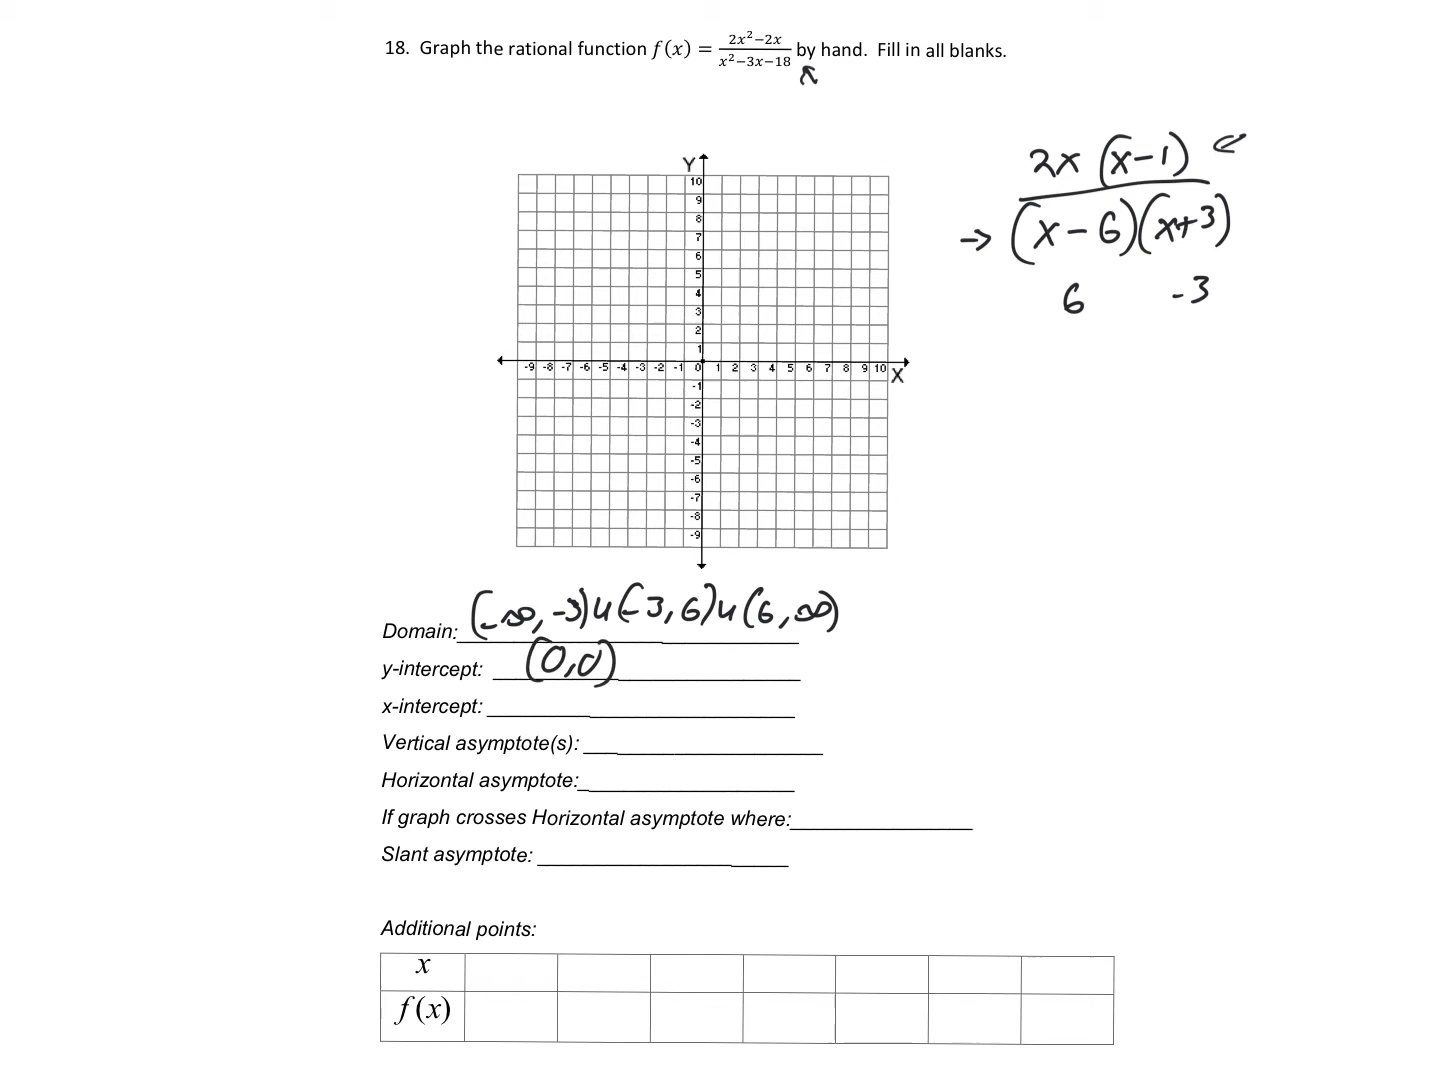 18. Graph the rational function f(x) = (2x²−2x)/(x²−3x−18) by hand. Fill in all blanks.
2x (x-1)
(x-6)(x+3)
6 -3
Y
10
9
8
7
6
5
4
3
2
1
-9 -8 -7 -6 -5 -4 -3 -2 -1 0 1 2 3 4 5 6 7 8 9 10 X
-1
-2
-3
-4
-5
-6
-7
-8
-9
Domain: (-∞, -3)∪(-3, 6)∪(6, ∞)
y-intercept: (0,0)
x-intercept:
Vertical asymptote(s):
Horizontal asymptote:
If graph crosses Horizontal asymptote where:
Slant asymptote:
Additional points:
x
f(x)